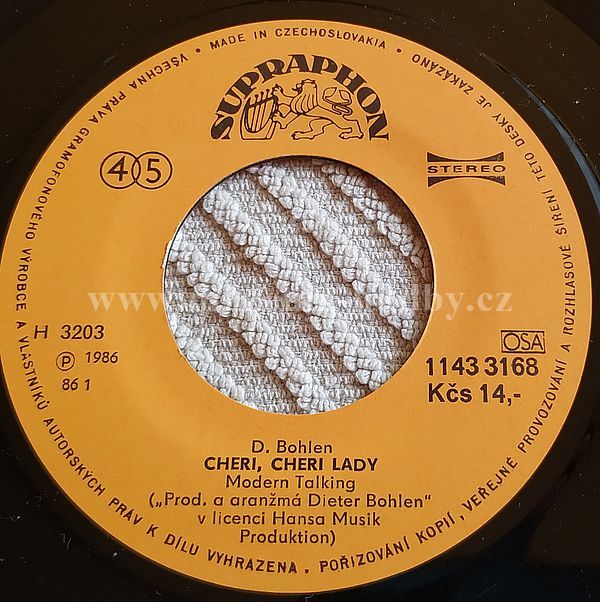 VŠECHNA PRÁVA GRAMOFONOVÉHO VÝROBCE A VLASTNÍKŮ AUTORSKÝCH PRÁV K DÍLU VYHRAZENA. POŘIZOVÁNÍ KOPIÍ, VEŘEJNÉ PROVOZOVÁNÍ A ROZHLASOVÉ ŠÍŘENÍ TÉTO DESKY JE ZAKÁZÁNO • MADE IN CZECHOSLOVAKIA •
SUPRAPHON
45
STEREO
H 3203
Ⓟ 1986
86 1
OSA
1143 3168
Kčs 14,-
D. Bohlen
CHERI, CHERI LADY
Modern Talking
(„Prod. a aranžmá Dieter Bohlen“
v licenci Hansa Musik
Produktion)